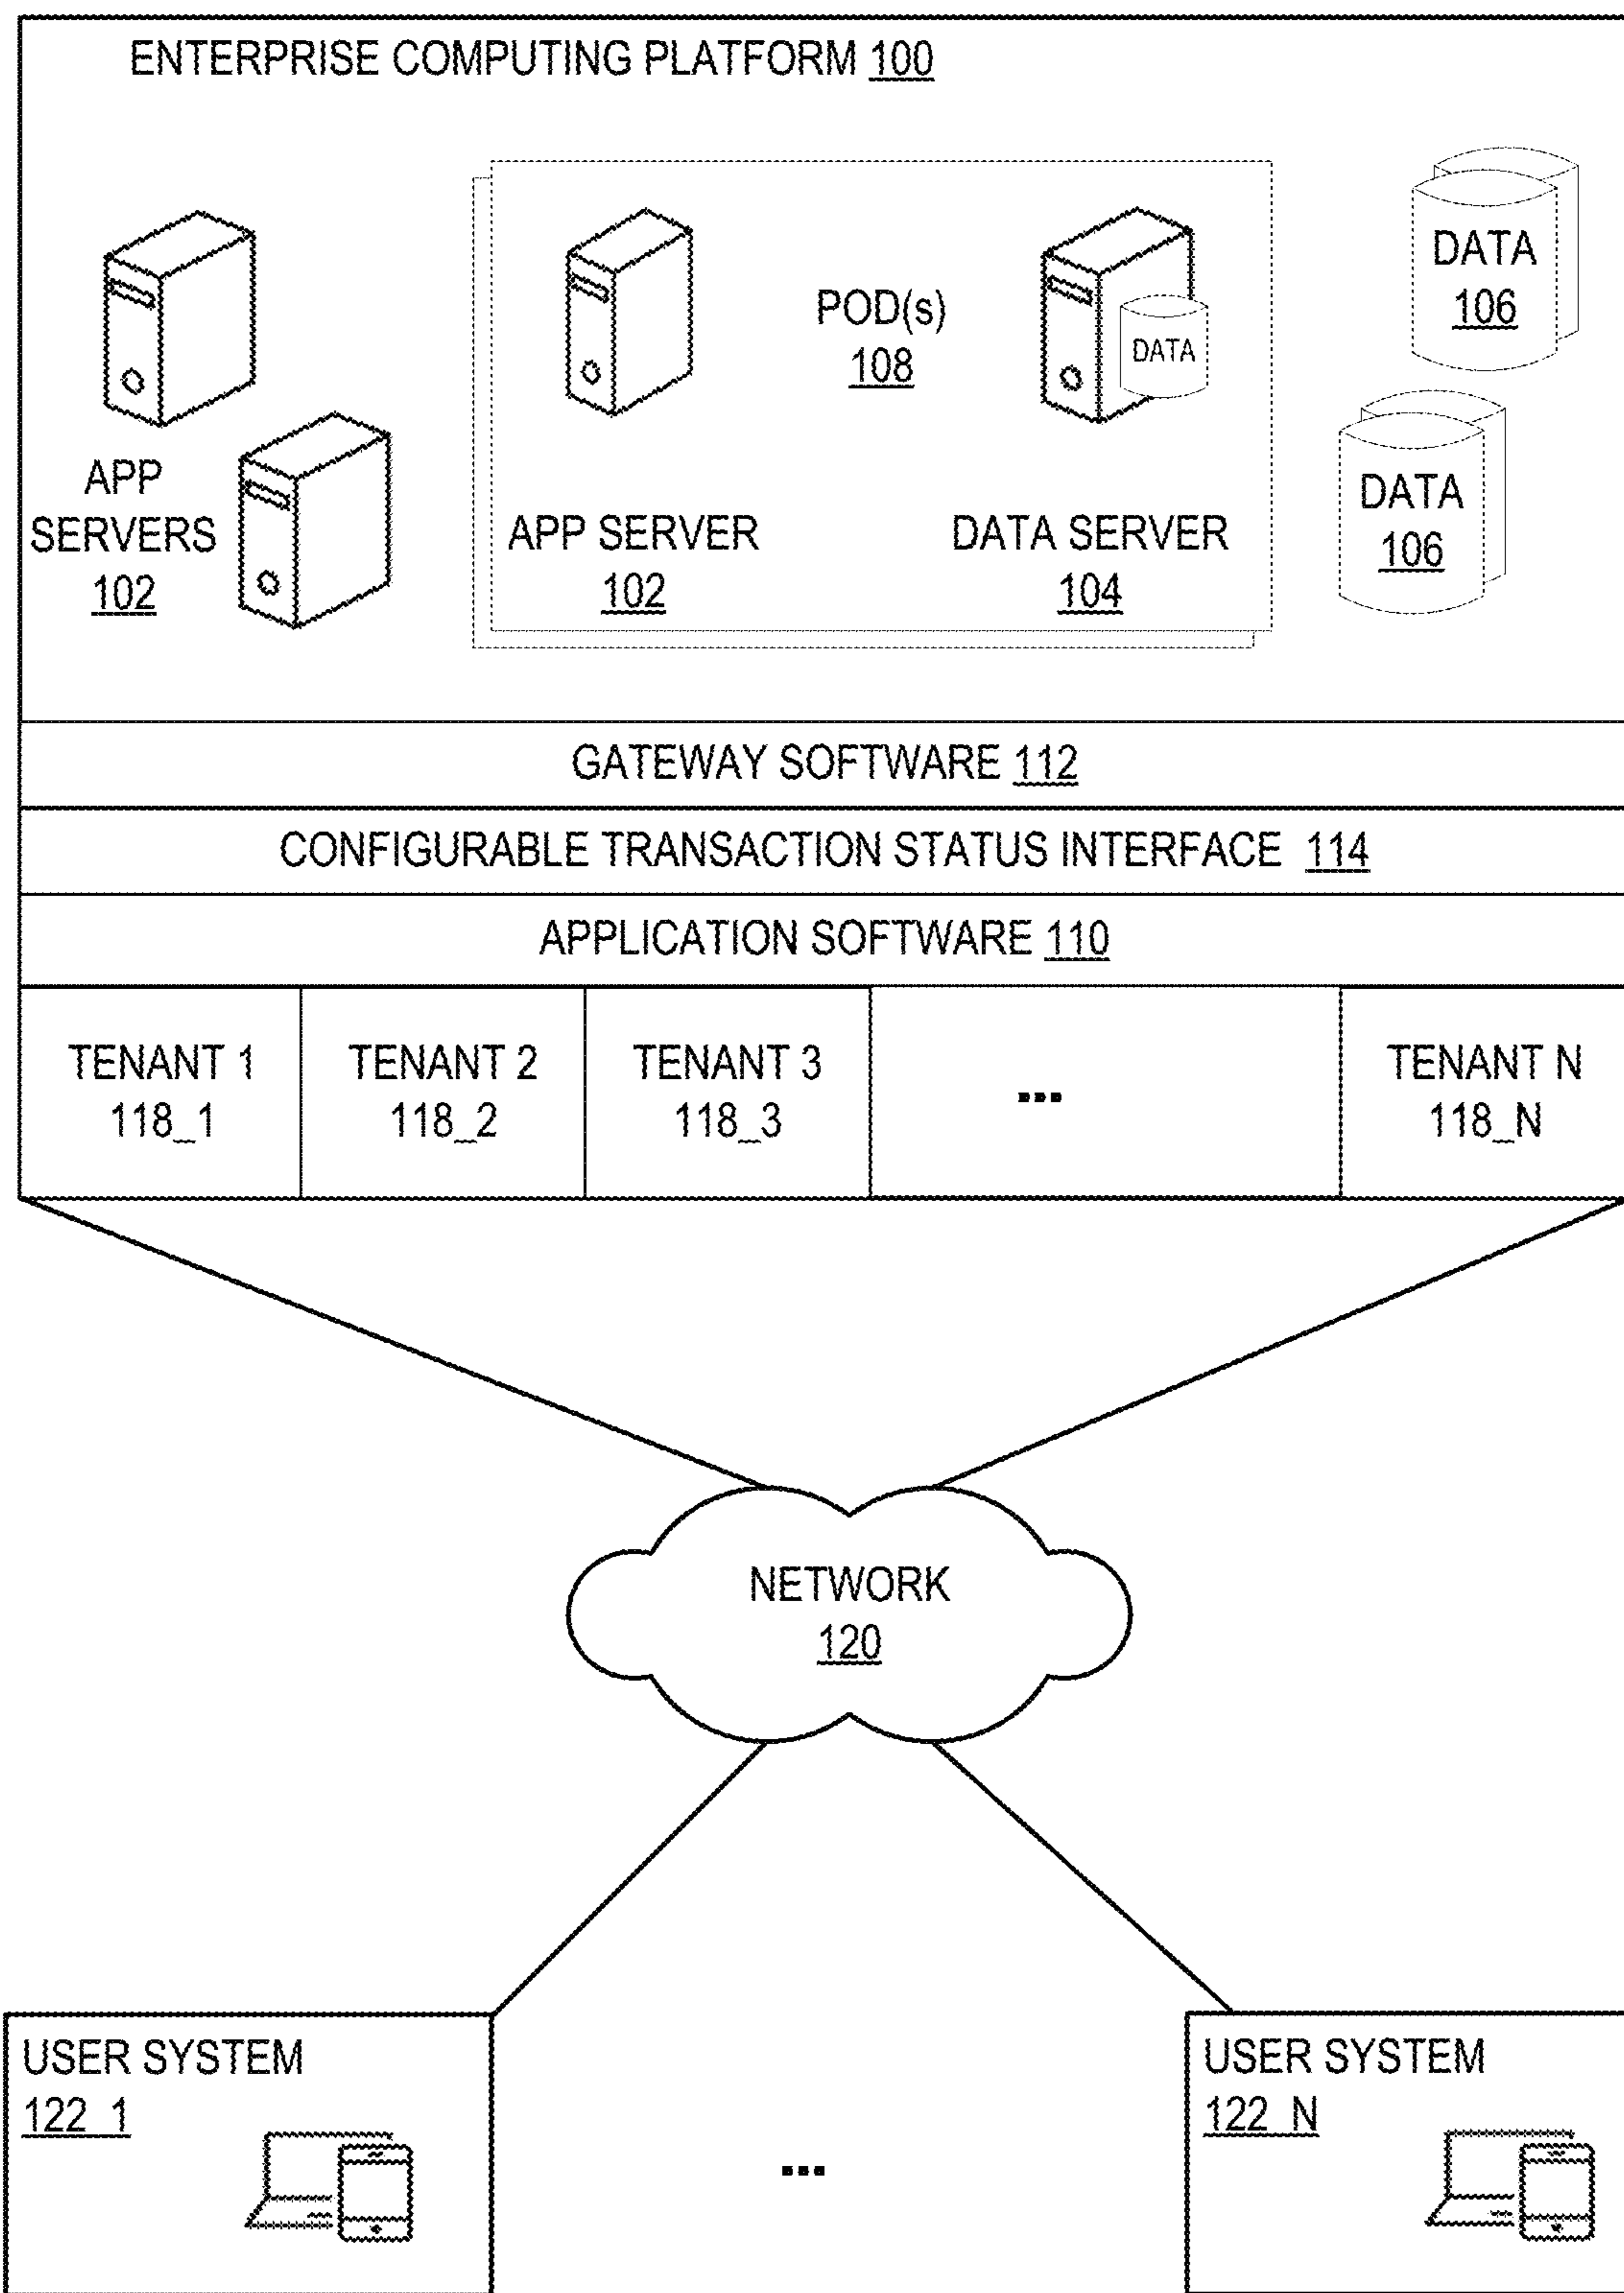 ENTERPRISE COMPUTING PLATFORM 100
APP
SERVERS
102
APP SERVER
102
POD(s)
108
DATA
DATA SERVER
104
DATA
106
DATA
106
GATEWAY SOFTWARE 112
CONFIGURABLE TRANSACTION STATUS INTERFACE 114
APPLICATION SOFTWARE 110
TENANT 1
118_1
TENANT 2
118_2
TENANT 3
118_3
...
TENANT N
118_N
NETWORK
120
USER SYSTEM
122_1
...
USER SYSTEM
122_N